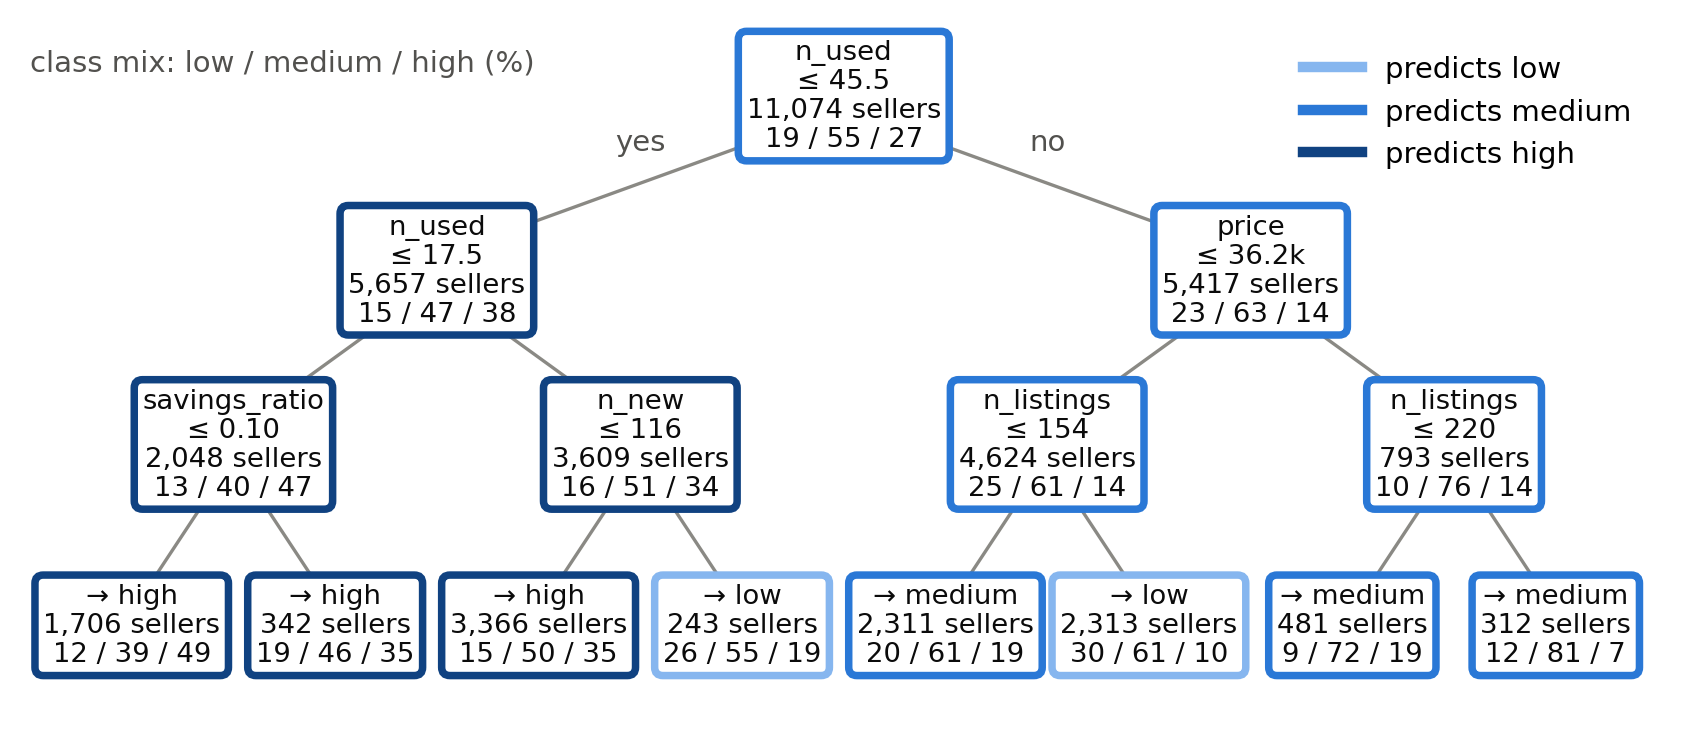 class mix: low / medium / high (%)
n_used
≤ 45.5
11,074 sellers
19 / 55 / 27
predicts low
predicts medium
predicts high
yes
no
n_used
≤ 17.5
5,657 sellers
15 / 47 / 38
price
≤ 36.2k
5,417 sellers
23 / 63 / 14
savings_ratio
≤ 0.10
2,048 sellers
13 / 40 / 47
n_new
≤ 116
3,609 sellers
16 / 51 / 34
n_listings
≤ 154
4,624 sellers
25 / 61 / 14
n_listings
≤ 220
793 sellers
10 / 76 / 14
→ high
1,706 sellers
12 / 39 / 49
→ high
342 sellers
19 / 46 / 35
→ high
3,366 sellers
15 / 50 / 35
→ low
243 sellers
26 / 55 / 19
→ medium
2,311 sellers
20 / 61 / 19
→ low
2,313 sellers
30 / 61 / 10
→ medium
481 sellers
9 / 72 / 19
→ medium
312 sellers
12 / 81 / 7